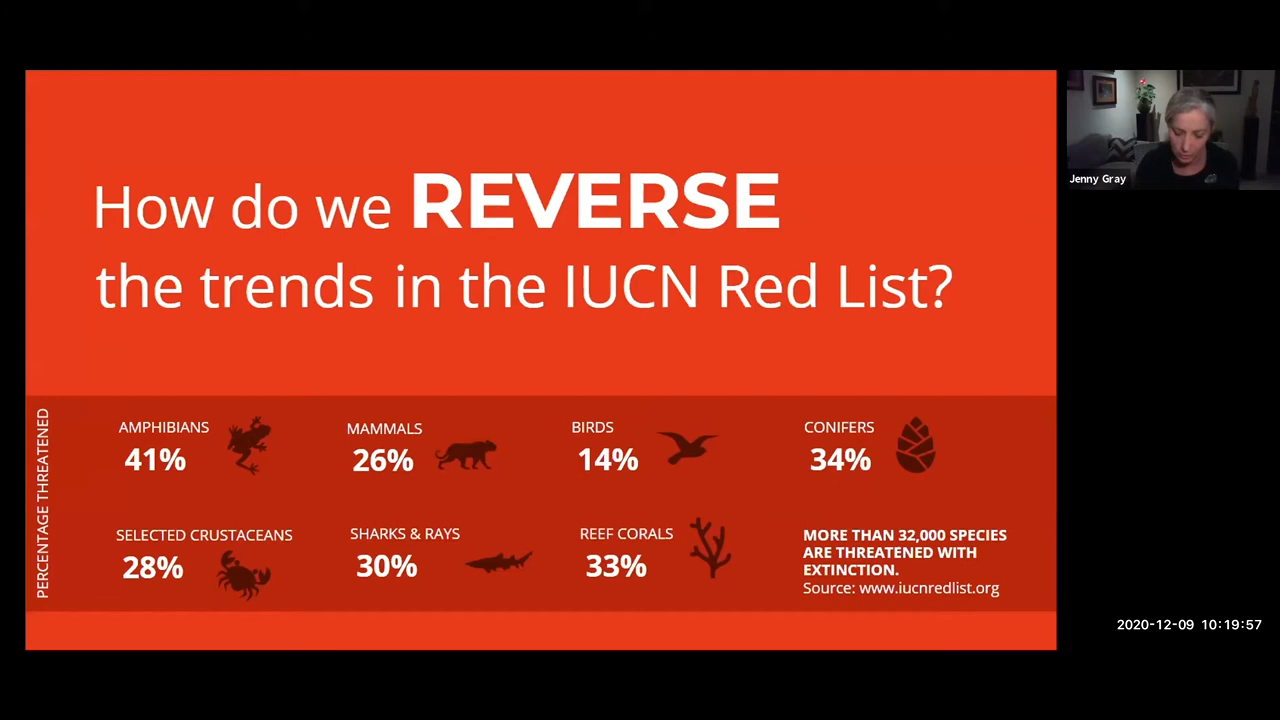 How do we REVERSE
the trends in the IUCN Red List?
PERCENTAGE THREATENED
AMPHIBIANS
41%
MAMMALS
26%
BIRDS
14%
CONIFERS
34%
SELECTED CRUSTACEANS
28%
SHARKS & RAYS
30%
REEF CORALS
33%
MORE THAN 32,000 SPECIES
ARE THREATENED WITH
EXTINCTION.
Source: www.iucnredlist.org
Jenny Gray
2020-12-09 10:19:57